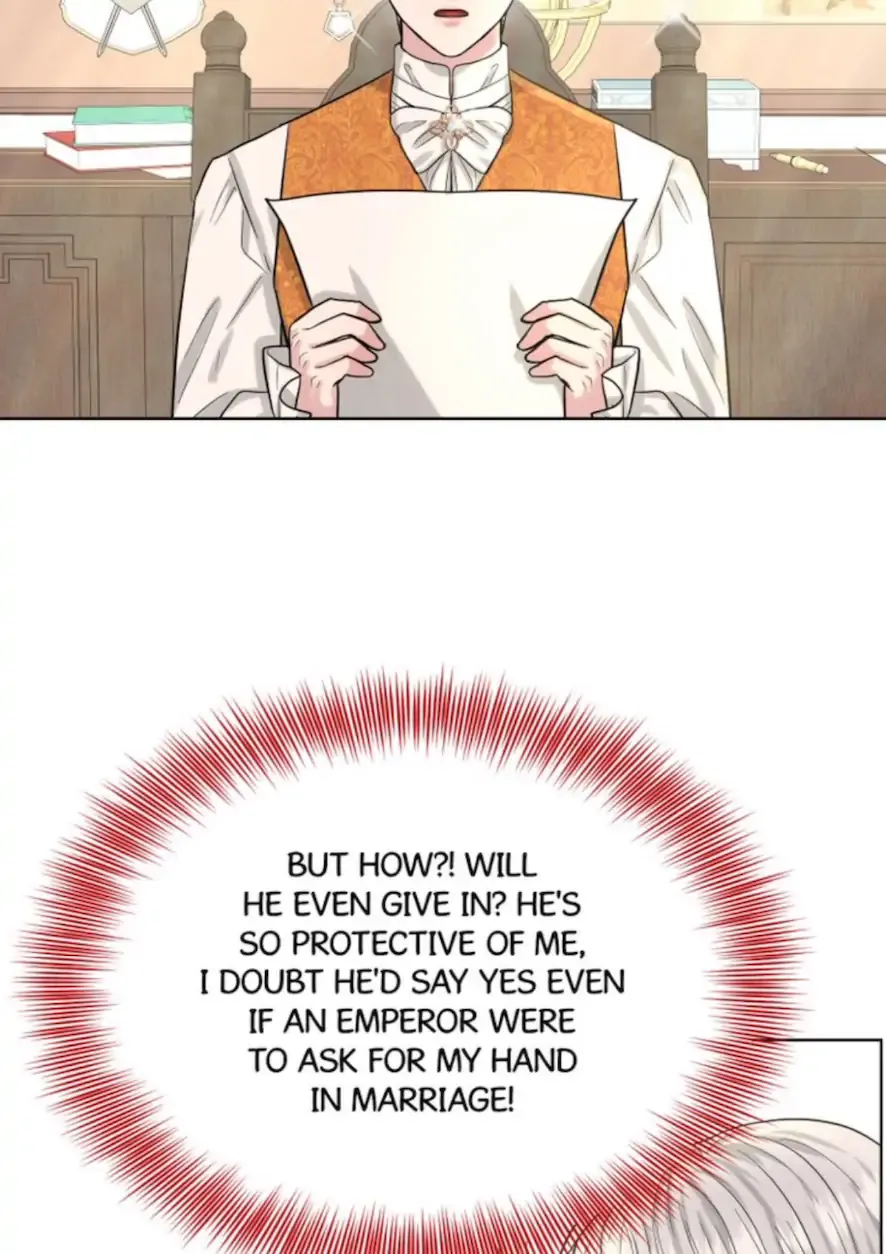 BUT HOW?! WILL
HE EVEN GIVE IN? HE'S
SO PROTECTIVE OF ME,
I DOUBT HE'D SAY YES EVEN
IF AN EMPEROR WERE
TO ASK FOR MY HAND
IN MARRIAGE!